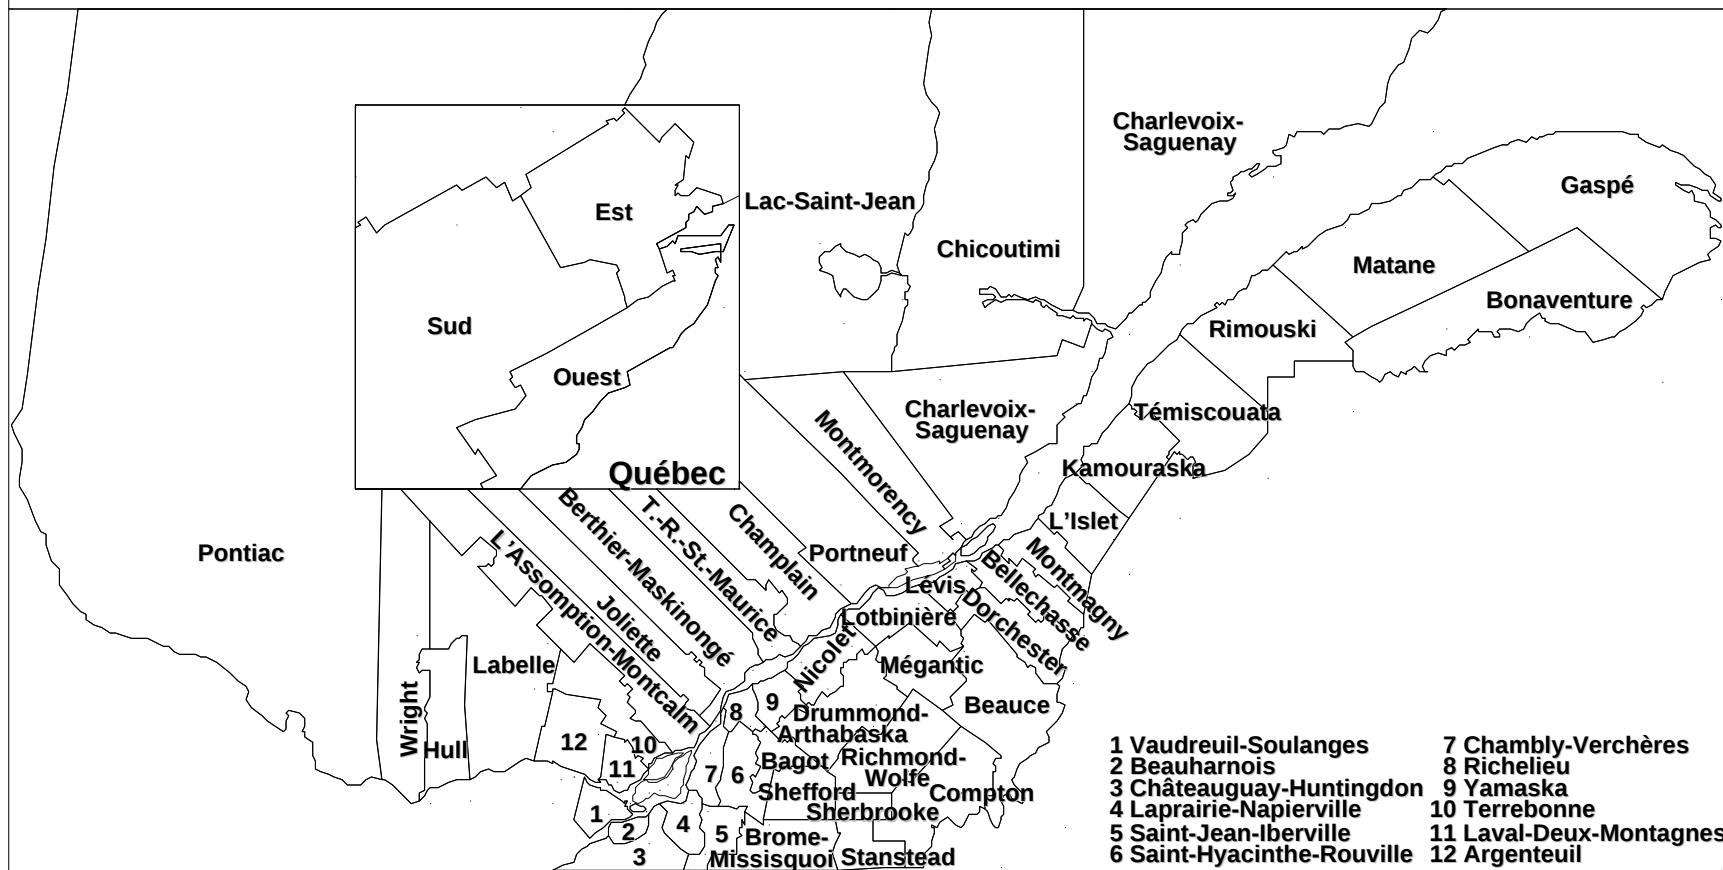 Charlevoix-
Saguenay
Gaspé
Lac-Saint-Jean
Est
Chicoutimi
Matane
Bonaventure
Sud
Rimouski
Ouest
Charlevoix-
Saguenay
Témiscouata
Montmorency
Kamouraska
Québec
L'Islet
Pontiac
Berthier-Maskinongé
T.-R.-St.-Maurice
Champlain
Portneuf
Montmagny
Bellechasse
L'Assomption-Montcalm
Joliette
Lévis
Dorchester
Lotbinière
Nicolet
Labelle
Mégantic
Beauce
Wright
Hull
9
8
Drummond-
Arthabaska
12
10
11
7
6
Bagot
Richmond-
Wolfe
Shefford
Compton
Sherbrooke
1
2
4
5
Brome-
Missisquoi
Stanstead
3
1 Vaudreuil-Soulanges
2 Beauharnois
3 Châteauguay-Huntingdon
4 Laprairie-Napierville
5 Saint-Jean-Iberville
6 Saint-Hyacinthe-Rouville
7 Chambly-Verchères
8 Richelieu
9 Yamaska
10 Terrebonne
11 Laval-Deux-Montagnes
12 Argenteuil